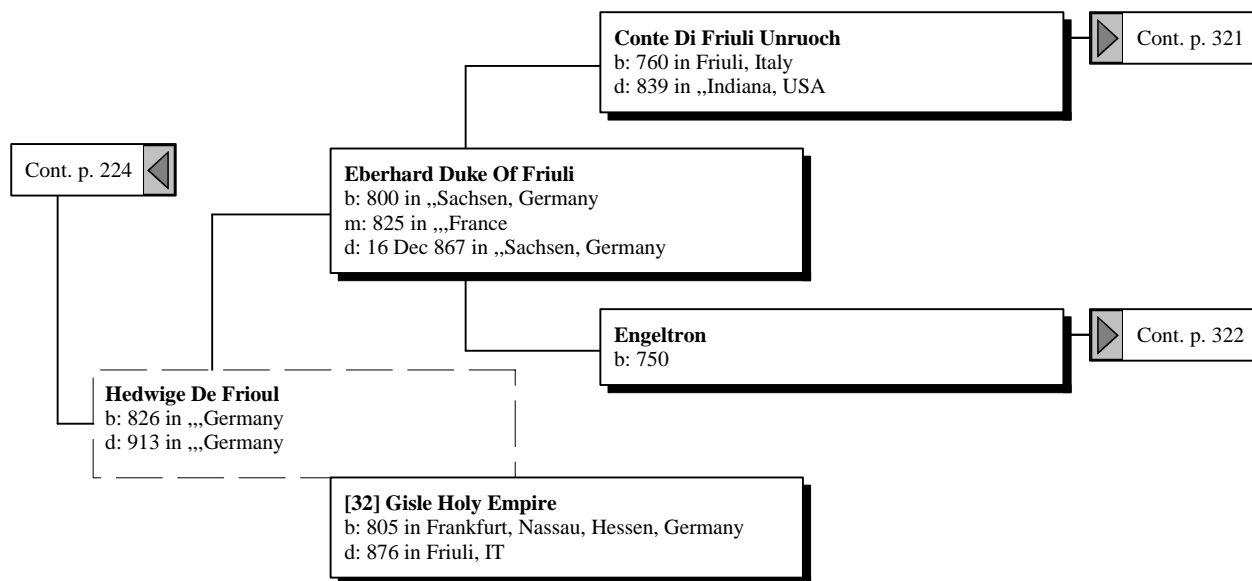 Conte Di Friuli Unruoch
b: 760 in Friuli, Italy
d: 839 in ,,Indiana, USA
Cont. p. 321
Cont. p. 224
Eberhard Duke Of Friuli
b: 800 in ,,Sachsen, Germany
m: 825 in ,,,France
d: 16 Dec 867 in ,,Sachsen, Germany
Engeltron
b: 750
Cont. p. 322
Hedwige De Frioul
b: 826 in ,,,Germany
d: 913 in ,,,Germany
[32] Gisle Holy Empire
b: 805 in Frankfurt, Nassau, Hessen, Germany
d: 876 in Friuli, IT